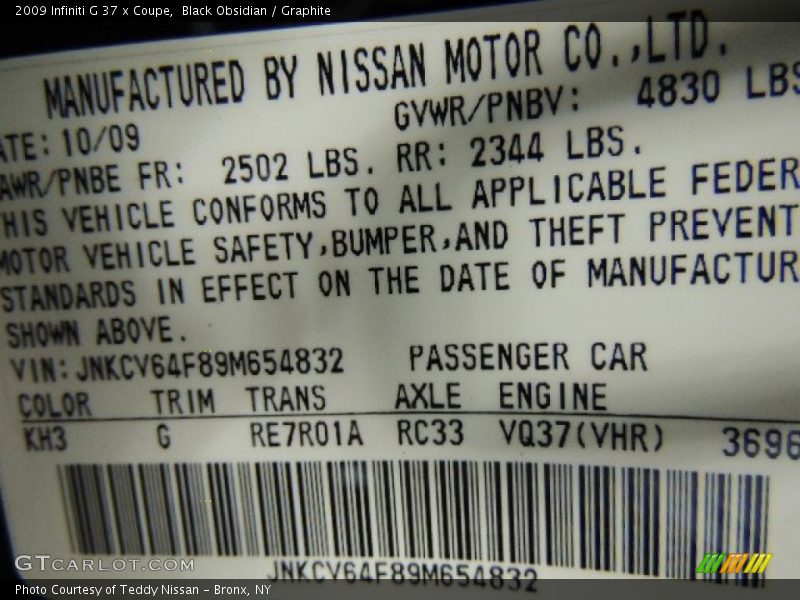 2009 Infiniti G 37 x Coupe, Black Obsidian / Graphite
MANUFACTURED BY NISSAN MOTOR CO.,LTD.
ATE: 10/09 GVWR/PNBV: 4830 LBS
AWR/PNBE FR: 2502 LBS. RR: 2344 LBS.
HIS VEHICLE CONFORMS TO ALL APPLICABLE FEDER
MOTOR VEHICLE SAFETY,BUMPER,AND THEFT PREVENT
STANDARDS IN EFFECT ON THE DATE OF MANUFACTUR
SHOWN ABOVE.
VIN: JNKCV64F89M654832 PASSENGER CAR
COLOR TRIM TRANS AXLE ENGINE
KH3 G RE7R01A RC33 VQ37(VHR) 3696
JNKCV64F89M654832
GTCARLOT.COM
Photo Courtesy of Teddy Nissan - Bronx, NY